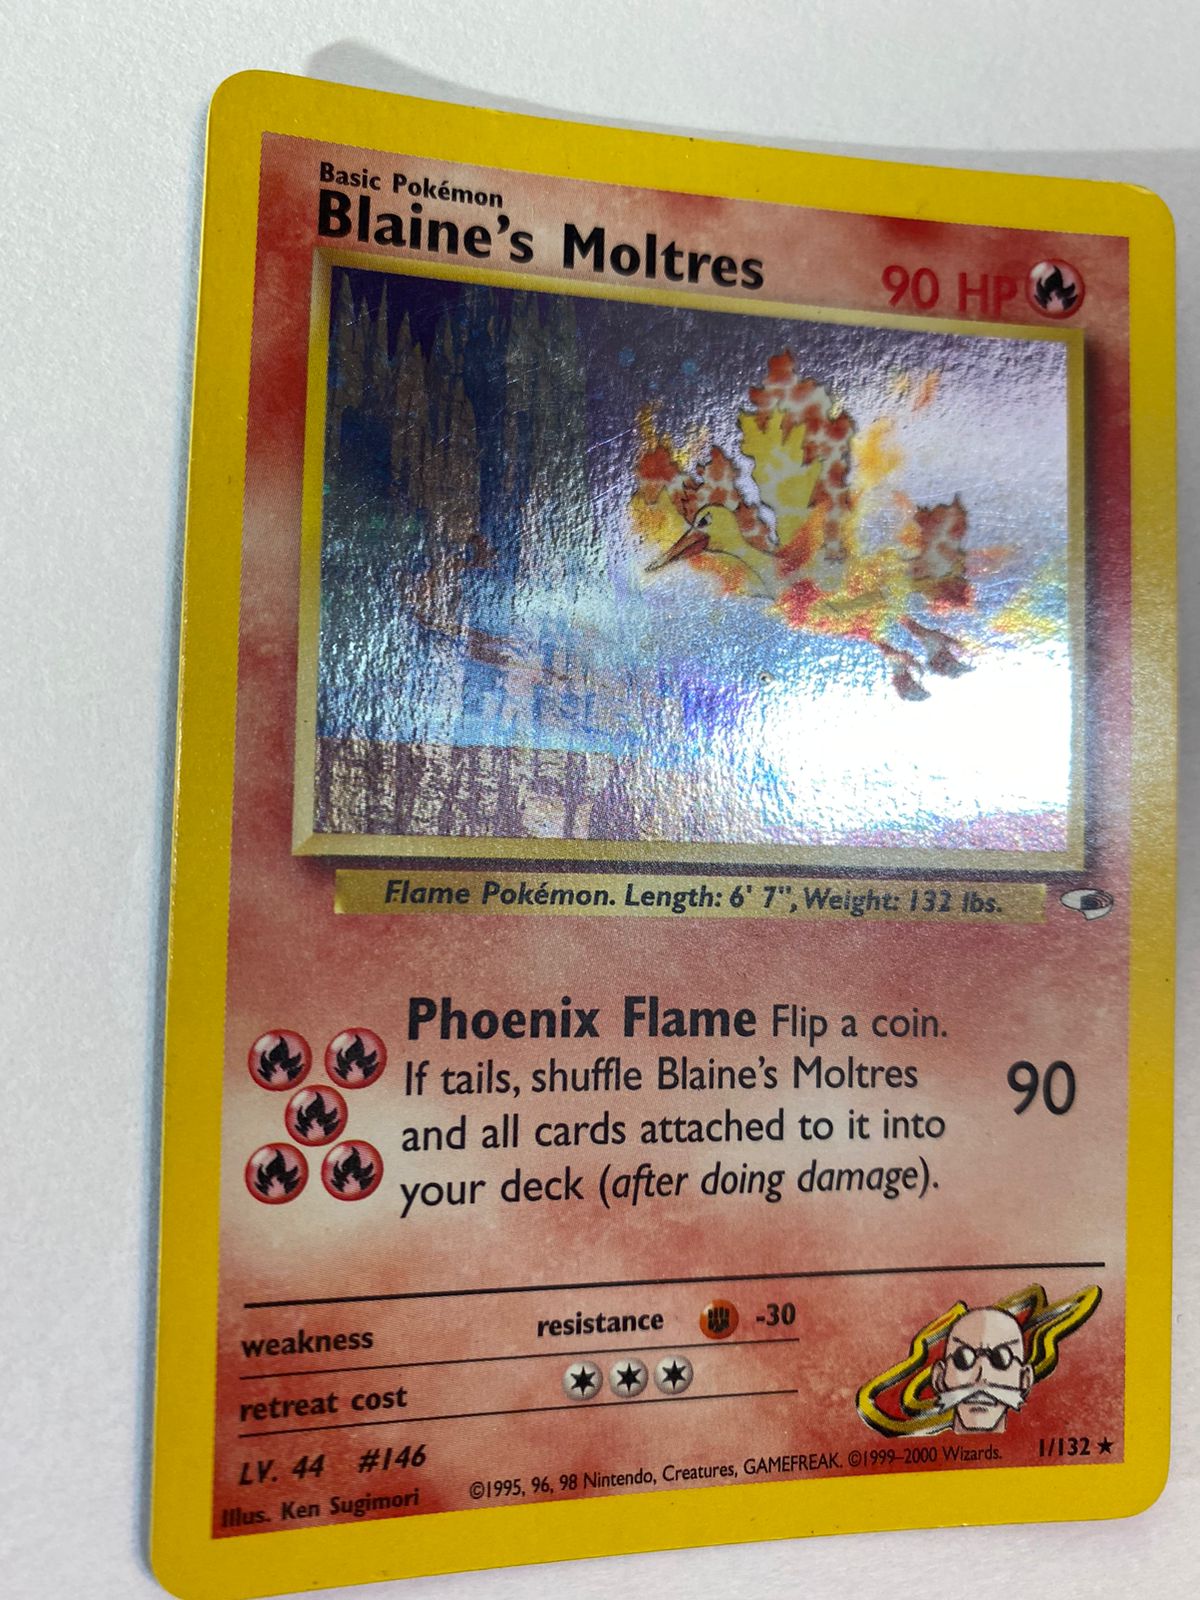 Basic Pokémon
Blaine's Moltres
90 HP
Flame Pokémon. Length: 6' 7", Weight: 132 lbs.
Phoenix Flame Flip a coin.
If tails, shuffle Blaine's Moltres
and all cards attached to it into
your deck (after doing damage).
90
weakness
resistance -30
retreat cost
LV. 44 #146
Illus. Ken Sugimori
©1995, 96, 98 Nintendo, Creatures, GAMEFREAK. ©1999–2000 Wizards.
1/132 ★